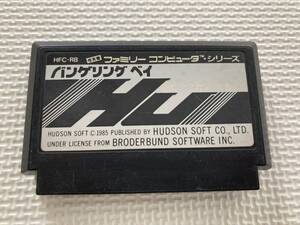 HFC-RB ファミリー コンピュータ™シリーズ
バンゲリング ベイ
HU
HUDSON SOFT C-1985 PUBLISHED BY HUDSON SOFT CO., LTD.
UNDER LICENSE FROM BRODERBUND SOFTWARE INC.